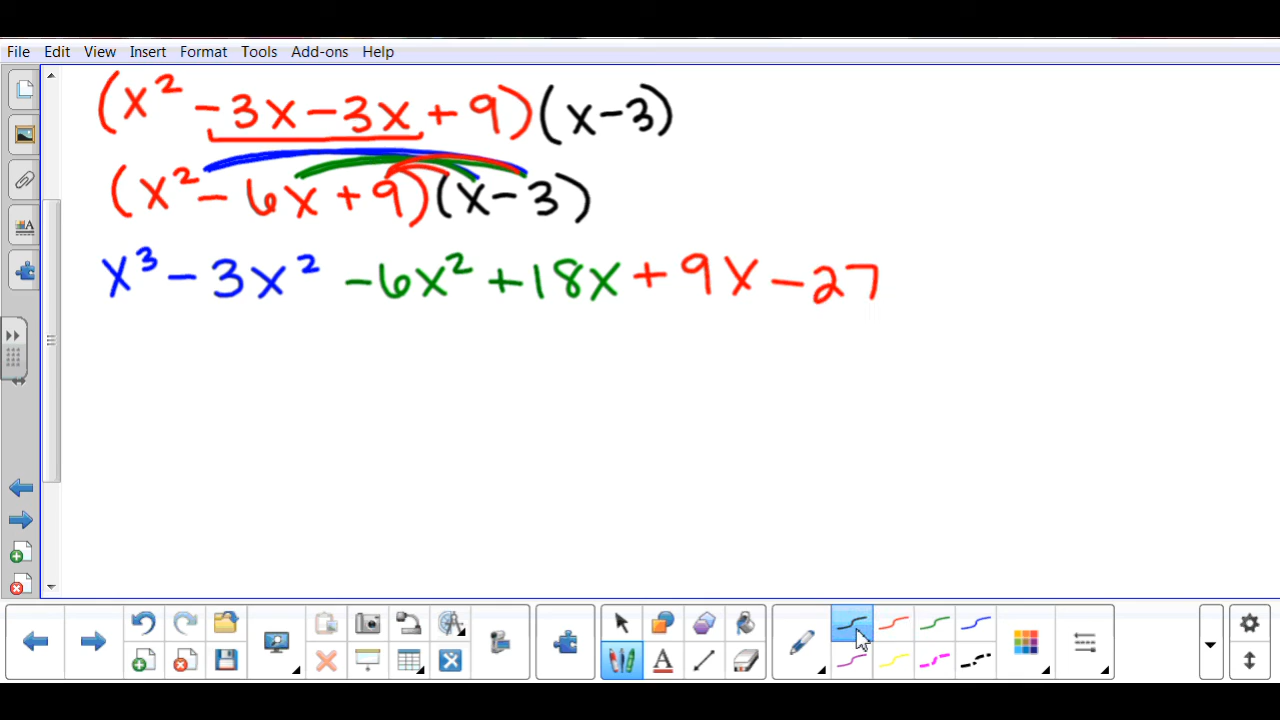 File Edit View Insert Format Tools Add-ons Help
(x² - 3x - 3x + 9)(x - 3)
(x² - 6x + 9)(x - 3)
x³ - 3x² - 6x² + 18x + 9x - 27